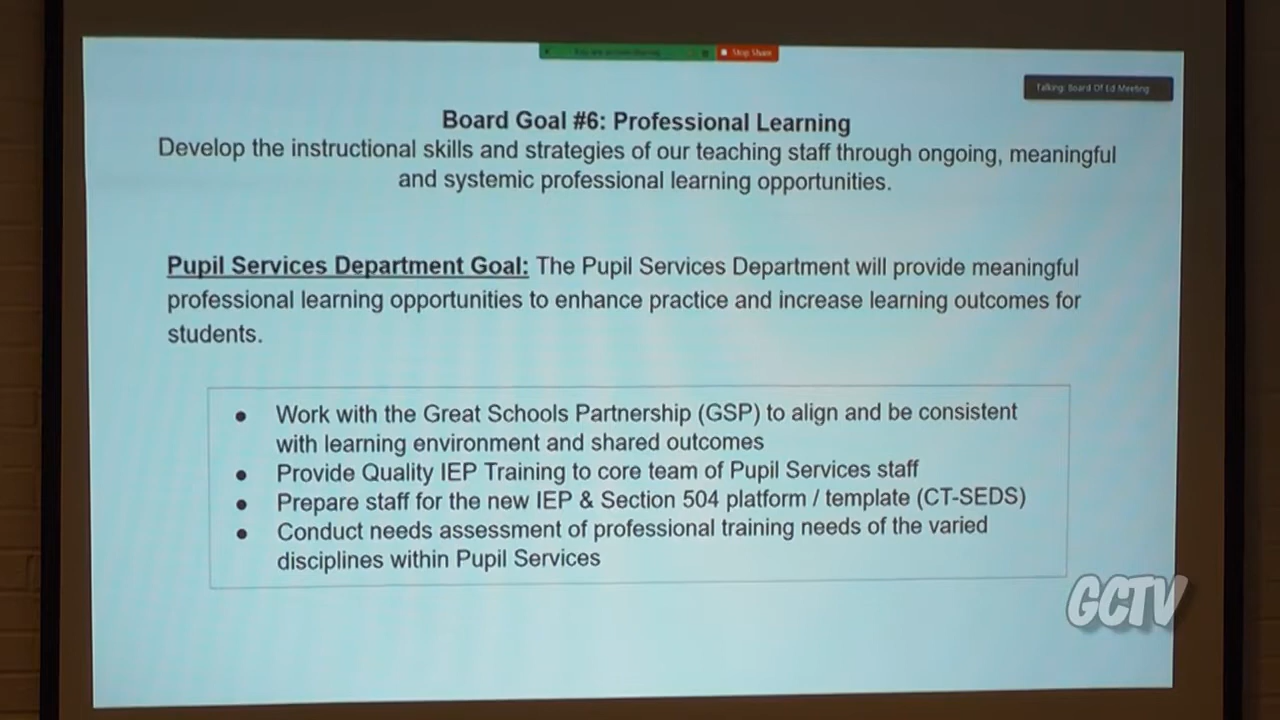 Stop Share
Talking: Board Of Ed Meeting
Board Goal #6: Professional Learning
Develop the instructional skills and strategies of our teaching staff through ongoing, meaningful
and systemic professional learning opportunities.
Pupil Services Department Goal: The Pupil Services Department will provide meaningful
professional learning opportunities to enhance practice and increase learning outcomes for
students.
● Work with the Great Schools Partnership (GSP) to align and be consistent
with learning environment and shared outcomes
● Provide Quality IEP Training to core team of Pupil Services staff
● Prepare staff for the new IEP & Section 504 platform / template (CT-SEDS)
● Conduct needs assessment of professional training needs of the varied
disciplines within Pupil Services
GCTV